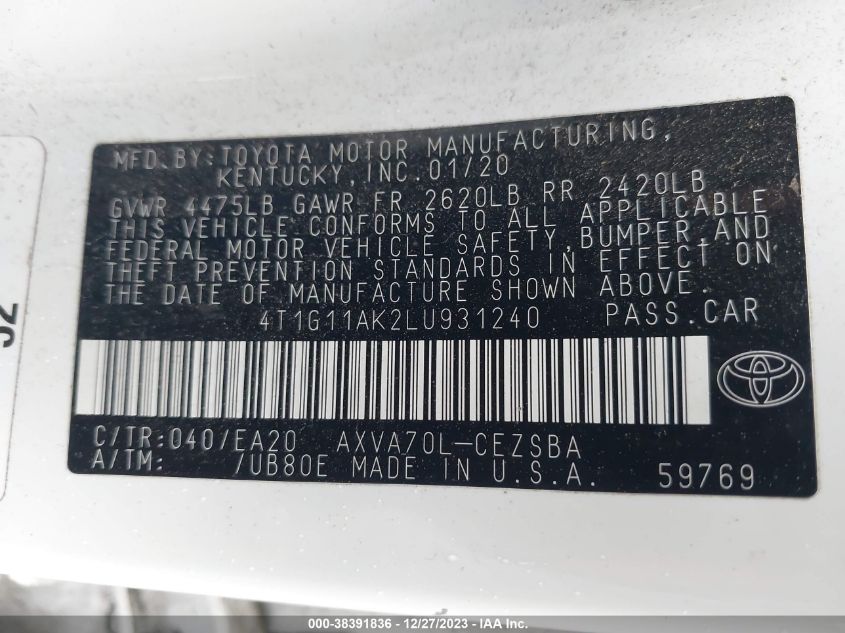 MFD. BY: TOYOTA MOTOR MANUFACTURING,
KENTUCKY, INC. 01/20
GVWR 4475LB GAWR FR 2620LB RR 2420LB
THIS VEHICLE CONFORMS TO ALL APPLICABLE
FEDERAL MOTOR VEHICLE SAFETY, BUMPER AND
THEFT PREVENTION STANDARDS IN EFFECT ON
THE DATE OF MANUFACTURE SHOWN ABOVE.
4T1G11AK2LU931240 PASS.CAR
C/TR: 040/EA20 AXVA70L-CEZSBA
A/TM: /UB80E MADE IN U.S.A. 59769
000-38391836 - 12/27/2023 - IAAI.COM